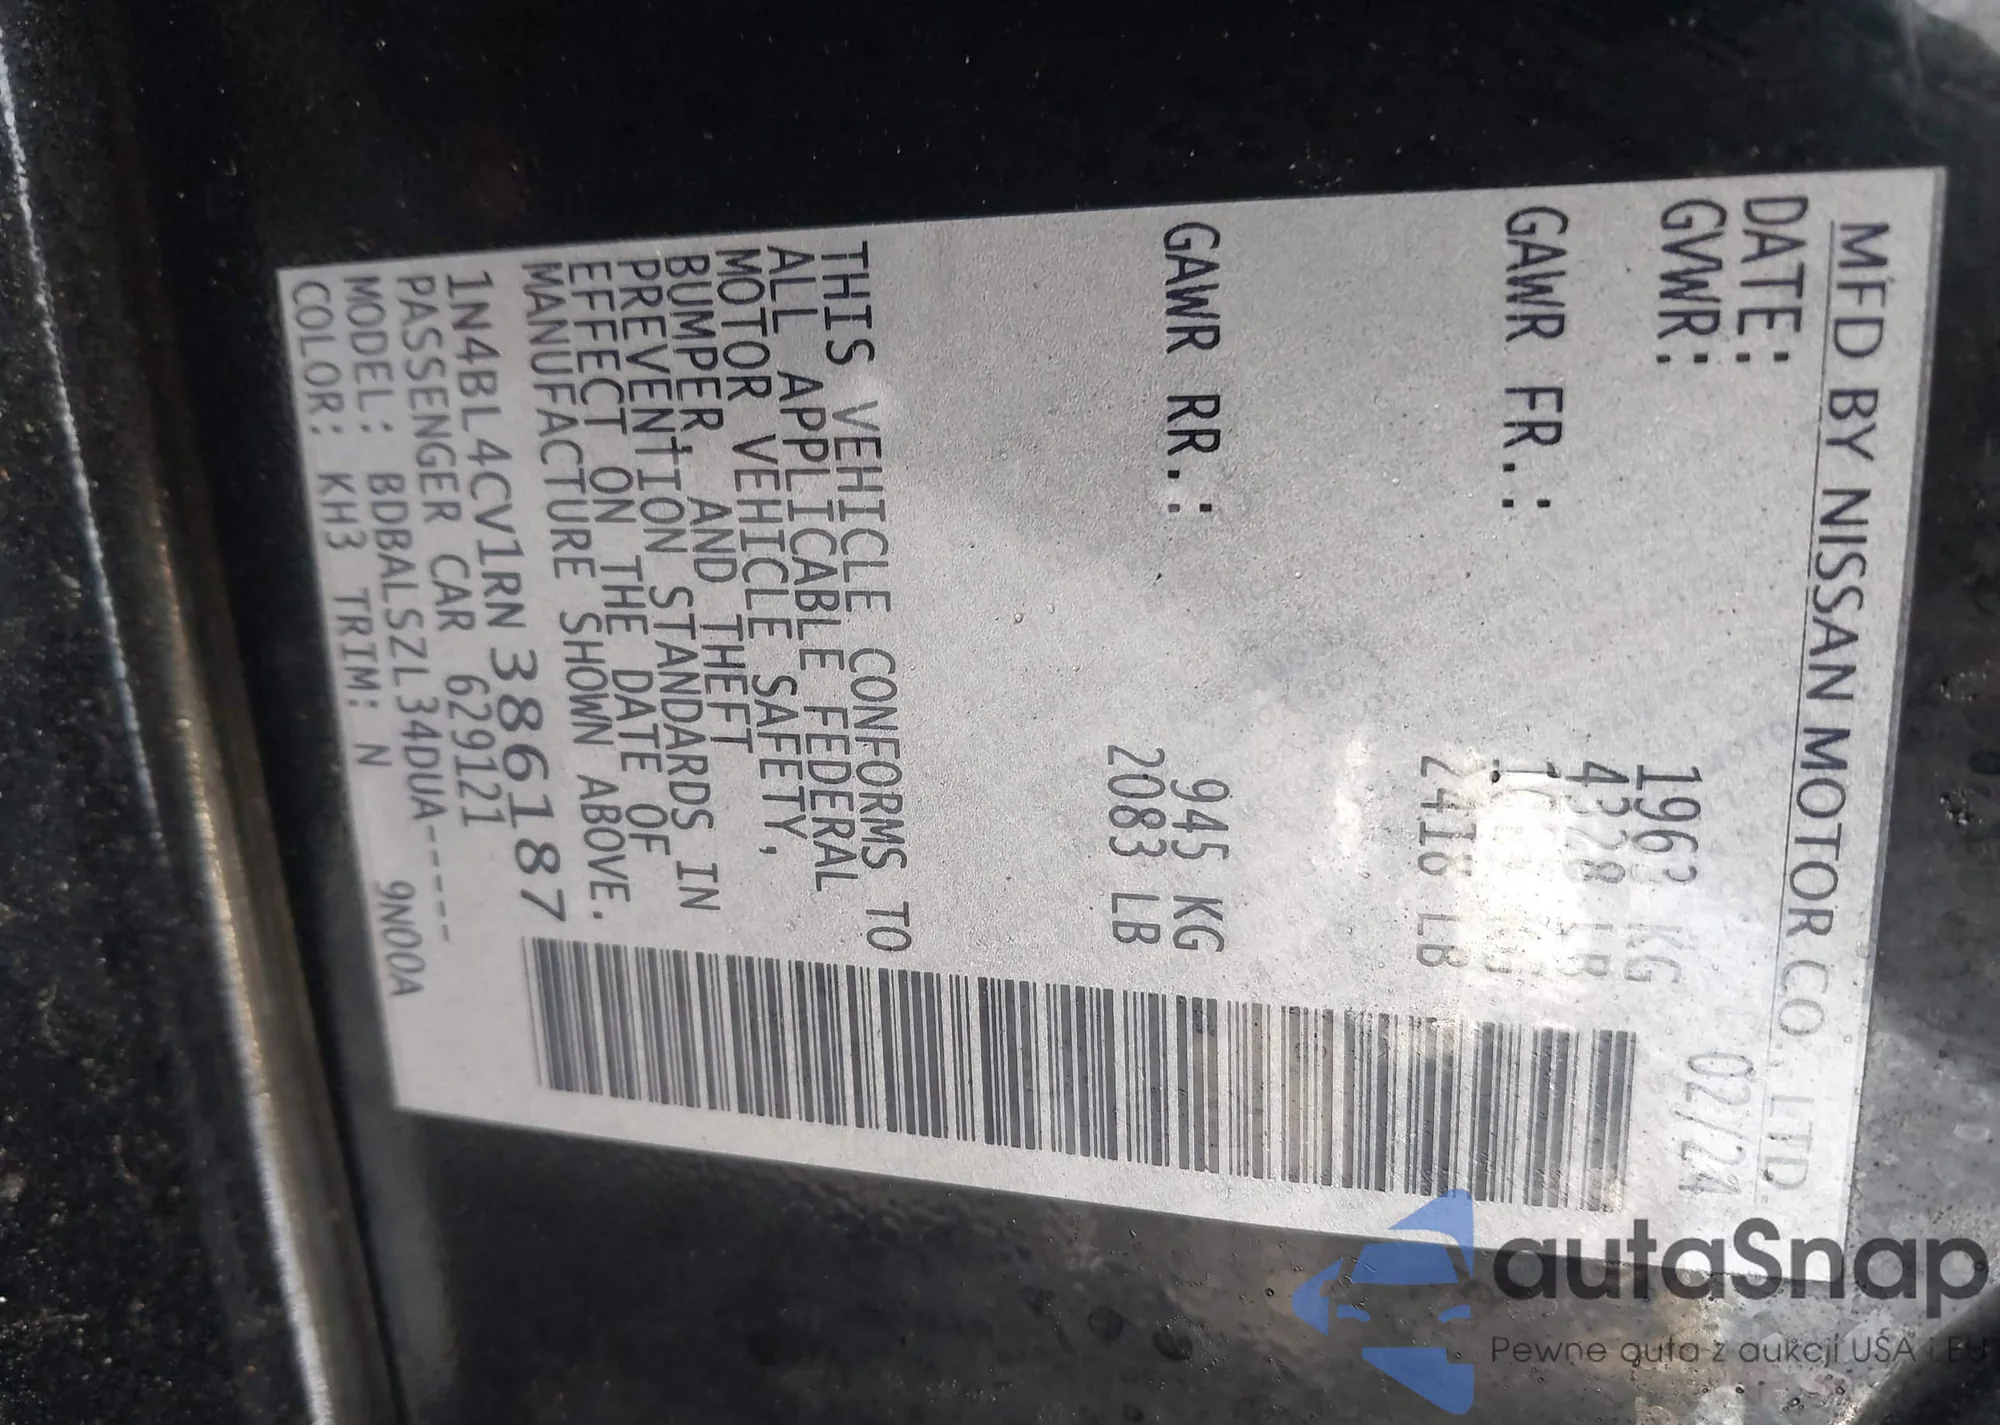 MFD BY NISSAN MOTOR CO., LTD.
DATE: 02/24
GVWR: 1963 KG
4328 LB
GAWR FR.: KG
2418 LB
GAWR RR.: 945 KG
2083 LB
THIS VEHICLE CONFORMS TO
ALL APPLICABLE FEDERAL
MOTOR VEHICLE SAFETY,
BUMPER, AND THEFT
PREVENTION STANDARDS IN
EFFECT ON THE DATE OF
MANUFACTURE SHOWN ABOVE.
1N4BL4CV1RN 386187
PASSENGER CAR 629121
MODEL: BDBALSZL34DUA-----
COLOR: KH3 TRIM: N 9N00A
autaSnap
Pewne auta z aukcji USA i EU